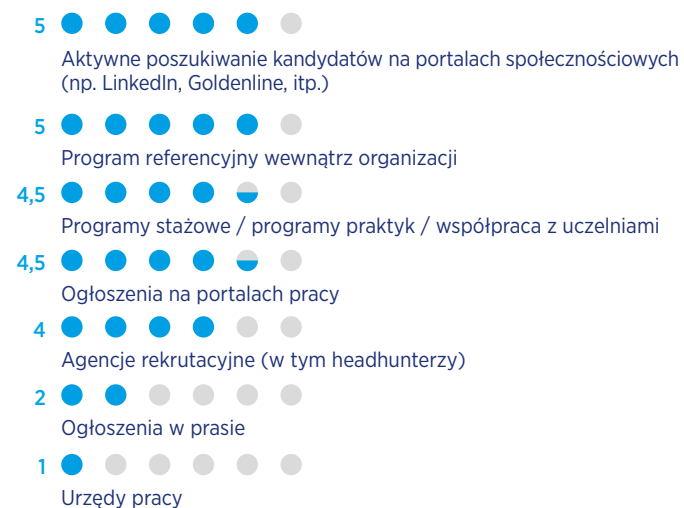 5
Aktywne poszukiwanie kandydatów na portalach społecznościowych
(np. LinkedIn, Goldenline, itp.)
5
Program referencyjny wewnątrz organizacji
4,5
Programy stażowe / programy praktyk / współpraca z uczelniami
4,5
Ogłoszenia na portalach pracy
4
Agencje rekrutacyjne (w tym headhunterzy)
2
Ogłoszenia w prasie
1
Urzędy pracy